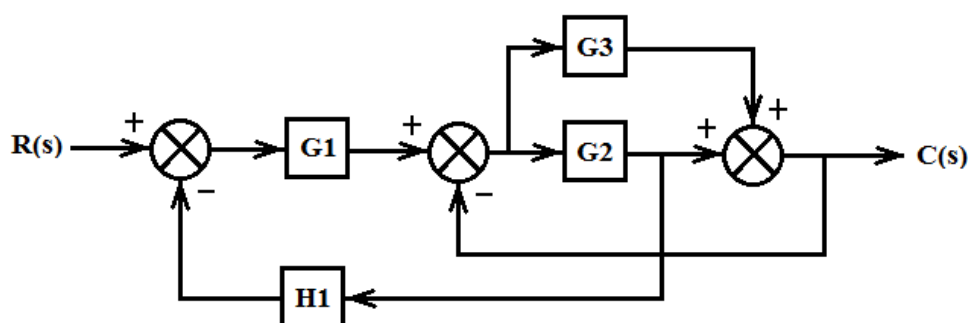 G3
+
+
+
+
R(s)
G1
G2
C(s)
−
−
H1